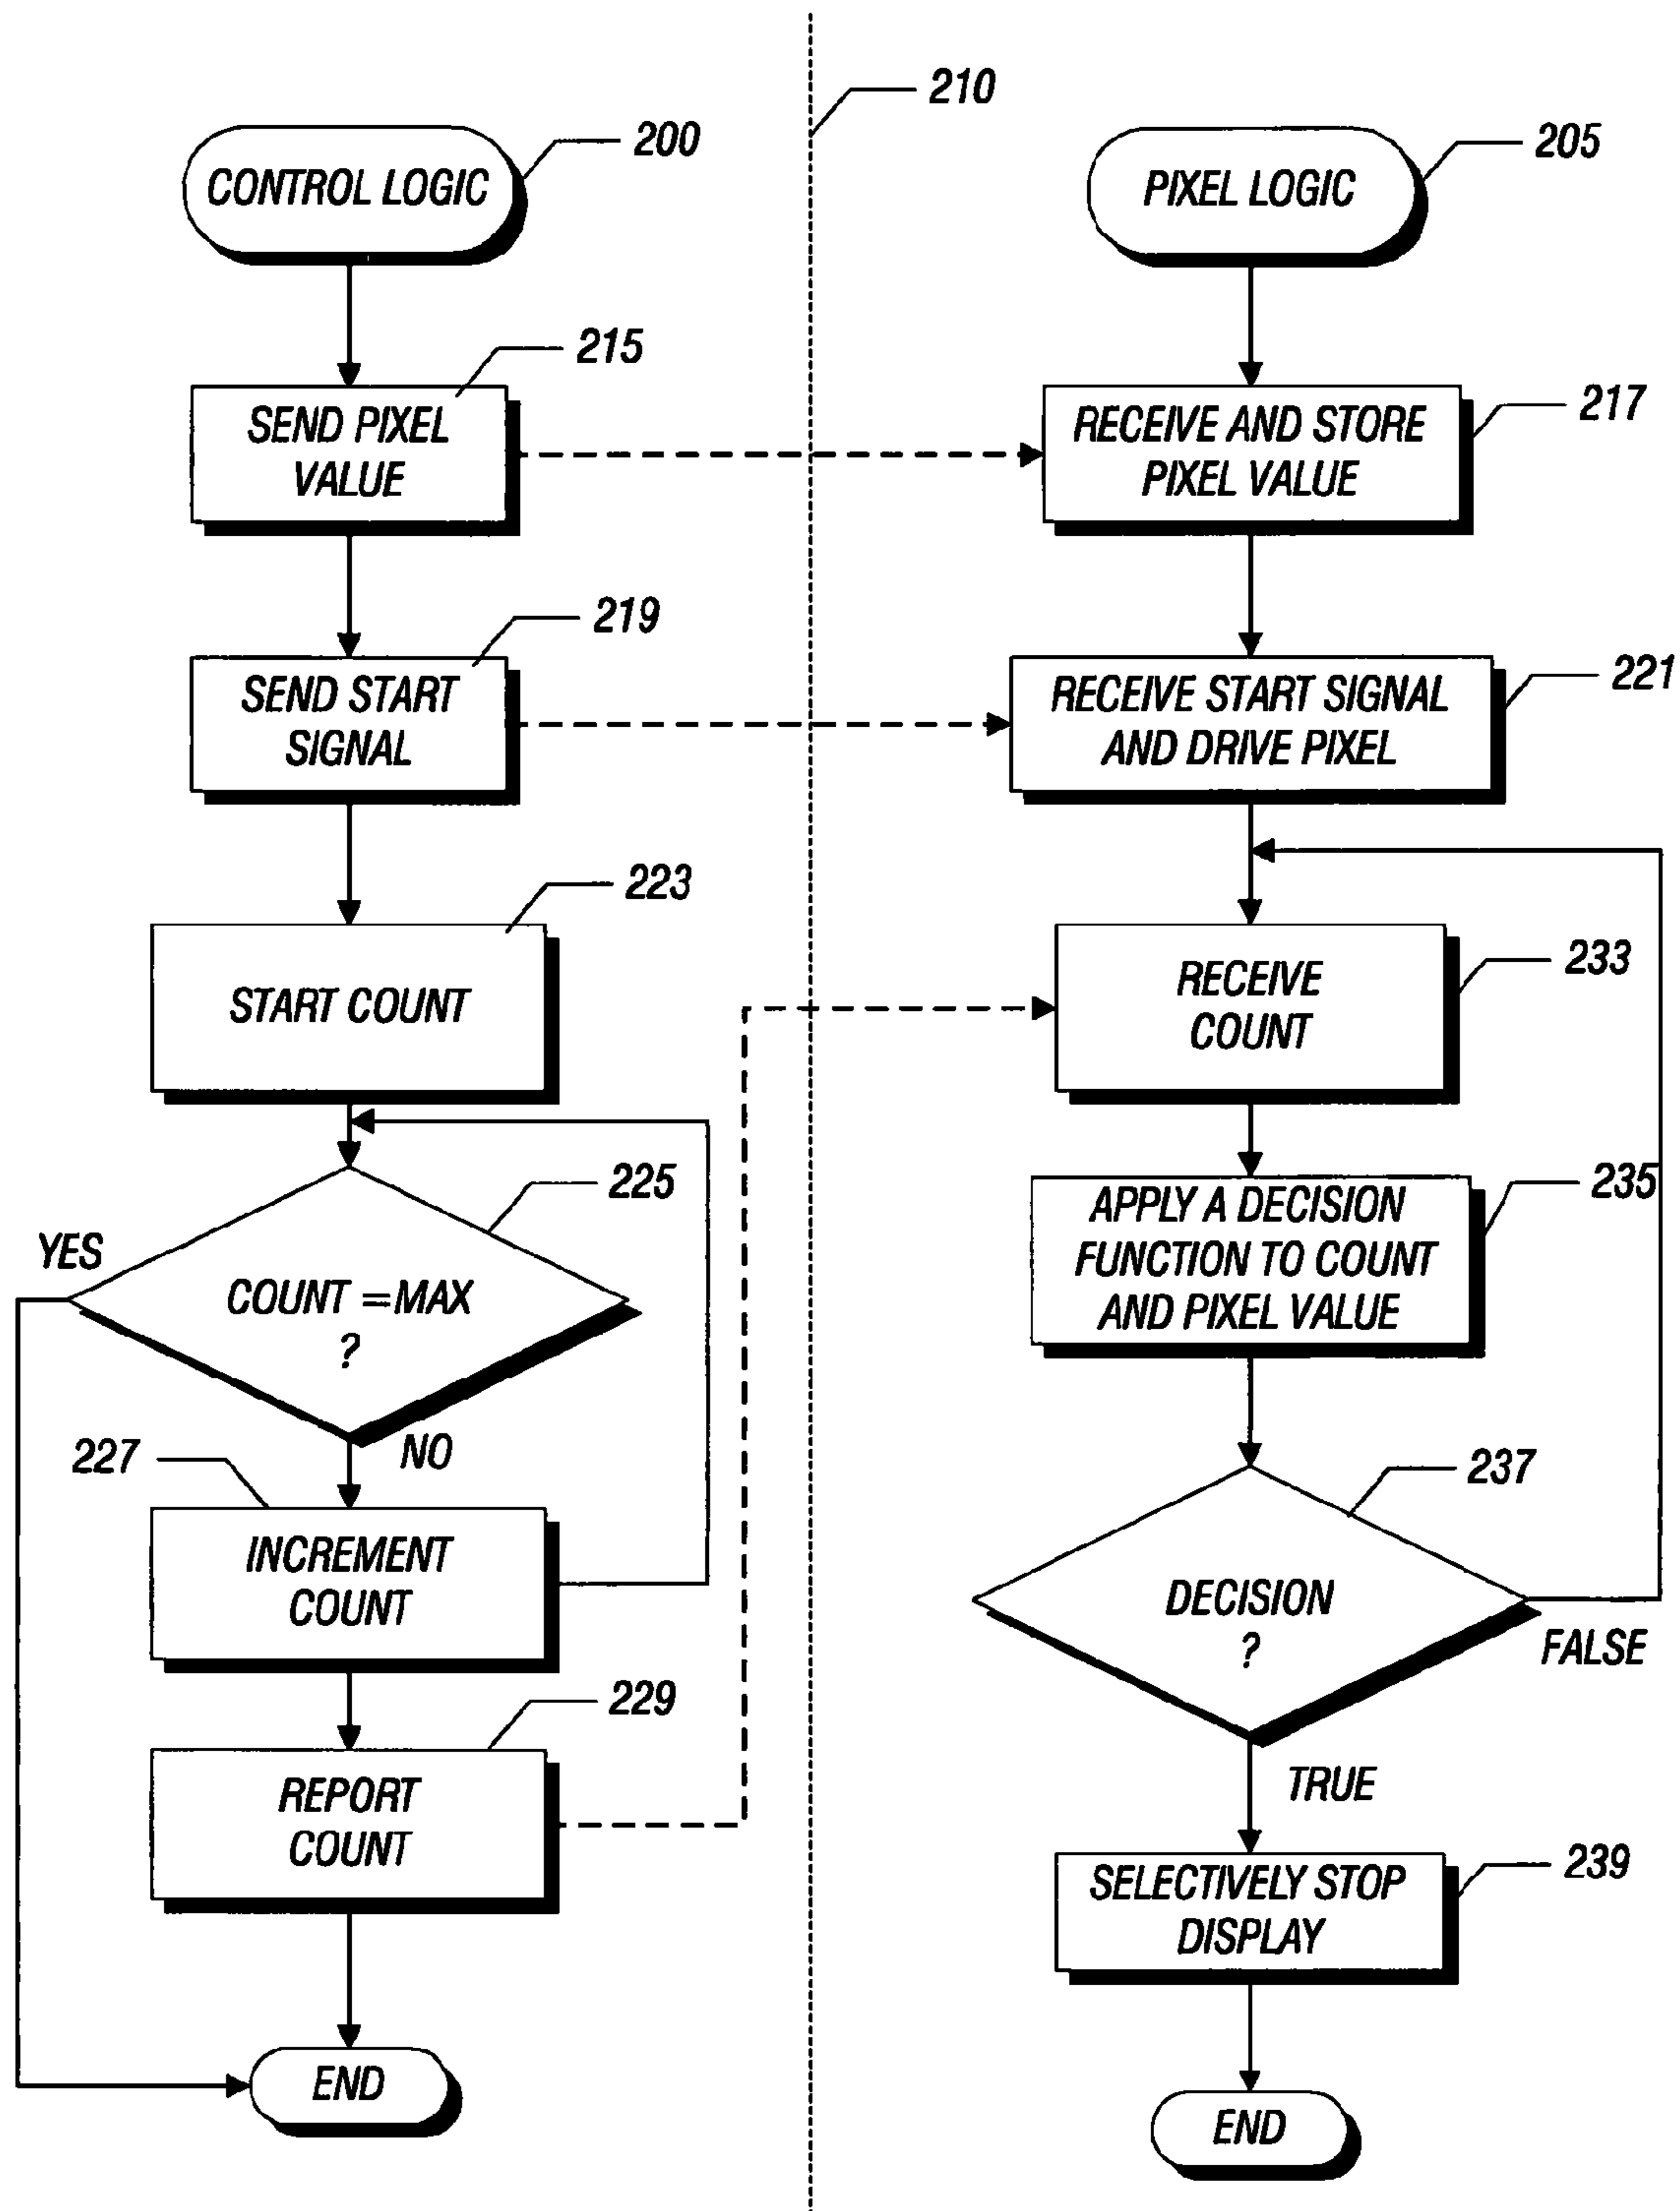 210
CONTROL LOGIC
200
PIXEL LOGIC
205
215
SEND PIXEL
VALUE
RECEIVE AND STORE
PIXEL VALUE
217
219
SEND START
SIGNAL
RECEIVE START SIGNAL
AND DRIVE PIXEL
221
223
START COUNT
RECEIVE
COUNT
233
225
YES
COUNT =MAX
?
NO
APPLY A DECISION
FUNCTION TO COUNT
AND PIXEL VALUE
235
227
INCREMENT
COUNT
237
DECISION
?
FALSE
TRUE
229
REPORT
COUNT
SELECTIVELY STOP
DISPLAY
239
END
END